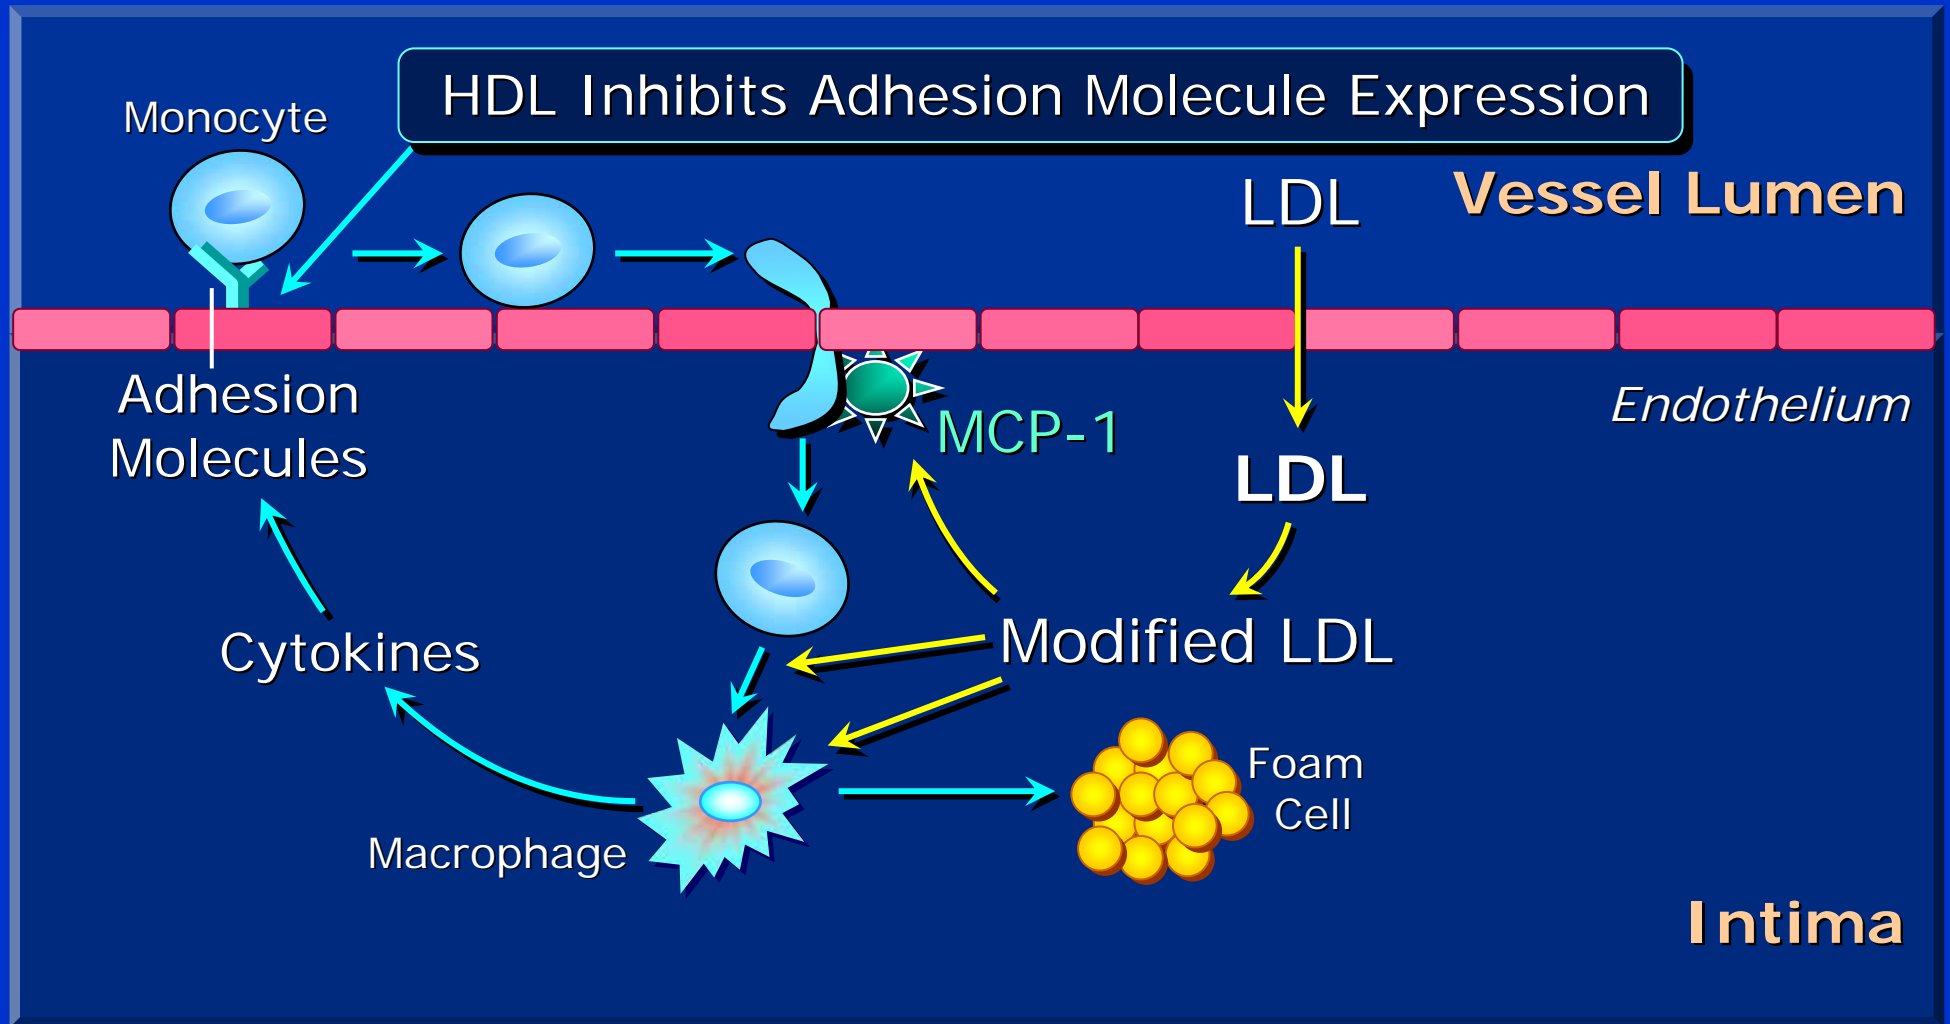 HDL Inhibits Adhesion Molecule Expression
Monocyte
LDL
Vessel Lumen
Adhesion
Molecules
MCP-1
Endothelium
LDL
Cytokines
Modified LDL
Foam
Cell
Macrophage
Intima